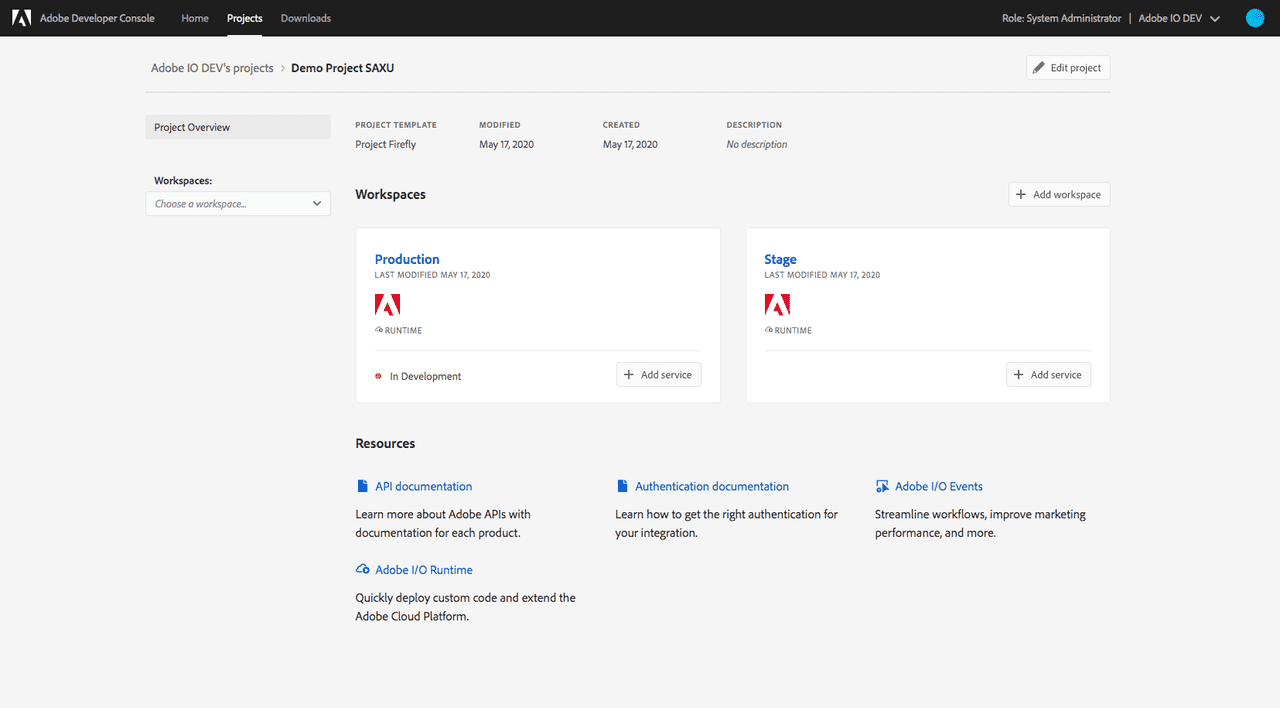 Adobe Developer Console Home Projects Downloads Role: System Administrator | Adobe IO DEV
Adobe IO DEV's projects > Demo Project SAXU Edit project
Project Overview
PROJECT TEMPLATE MODIFIED CREATED DESCRIPTION
Project Firefly May 17, 2020 May 17, 2020 No description
Workspaces:
Choose a workspace...
Workspaces + Add workspace
Production
LAST MODIFIED MAY 17, 2020
RUNTIME
In Development + Add service
Stage
LAST MODIFIED MAY 17, 2020
RUNTIME
+ Add service
Resources
API documentation
Learn more about Adobe APIs with
documentation for each product.
Authentication documentation
Learn how to get the right authentication for
your integration.
Adobe I/O Events
Streamline workflows, improve marketing
performance, and more.
Adobe I/O Runtime
Quickly deploy custom code and extend the
Adobe Cloud Platform.